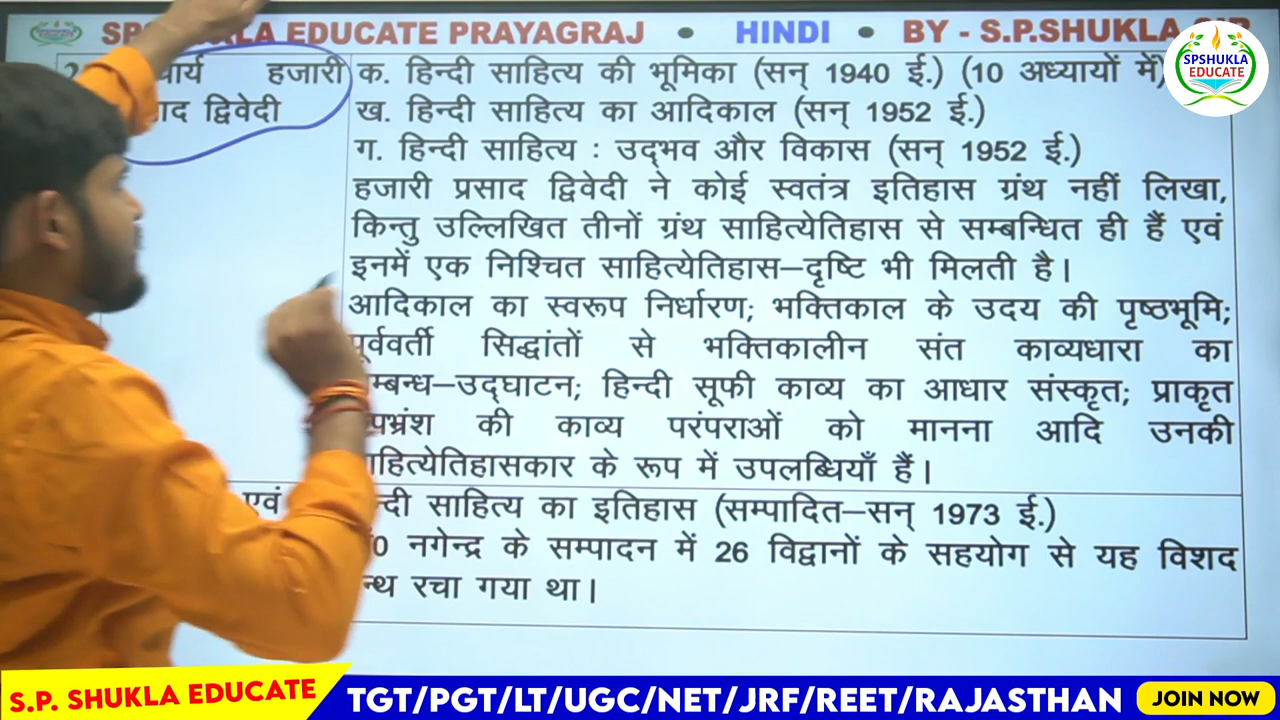 EDUCATE PRAYAGRAJ • HINDI • BY - S.P.SHUKLA
SPSHUKLA
EDUCATE
हजारी
द्विवेदी
क. हिन्दी साहित्य की भूमिका (सन् 1940 ई.) (10 अध्यायों में)
ख. हिन्दी साहित्य का आदिकाल (सन् 1952 ई.)
ग. हिन्दी साहित्य : उद्भव और विकास (सन् 1952 ई.)
हजारी प्रसाद द्विवेदी ने कोई स्वतंत्र इतिहास ग्रंथ नहीं लिखा,
किन्तु उल्लिखित तीनों ग्रंथ साहित्येतिहास से सम्बन्धित ही हैं एवं
इनमें एक निश्चित साहित्येतिहास–दृष्टि भी मिलती है।
आदिकाल का स्वरूप निर्धारण; भक्तिकाल के उदय की पृष्ठभूमि;
पूर्ववर्ती सिद्धांतों से भक्तिकालीन संत काव्यधारा का
म्बन्ध–उद्घाटन; हिन्दी सूफी काव्य का आधार संस्कृत; प्राकृत
पभ्रंश की काव्य परंपराओं को मानना आदि उनकी
ाहित्येतिहासकार के रूप में उपलब्धियाँ हैं।
एवं
न्दी साहित्य का इतिहास (सम्पादित–सन् 1973 ई.)
0 नगेन्द्र के सम्पादन में 26 विद्वानों के सहयोग से यह विशद
न्थ रचा गया था।
S.P. SHUKLA EDUCATE
TGT/PGT/LT/UGC/NET/JRF/REET/RAJASTHAN
JOIN NOW